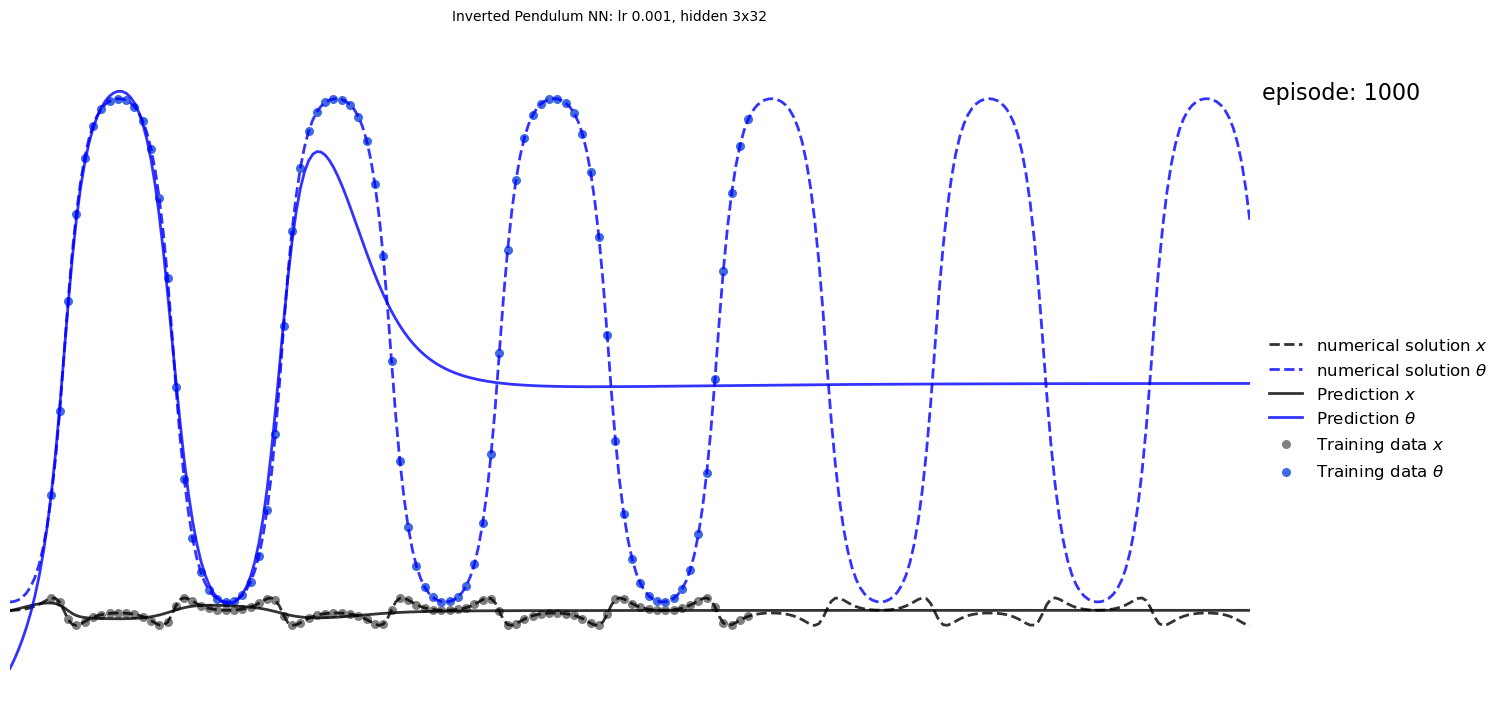 Inverted Pendulum NN: lr 0.001, hidden 3x32
episode: 1000
numerical solution x
numerical solution θ
Prediction x
Prediction θ
Training data x
Training data θ